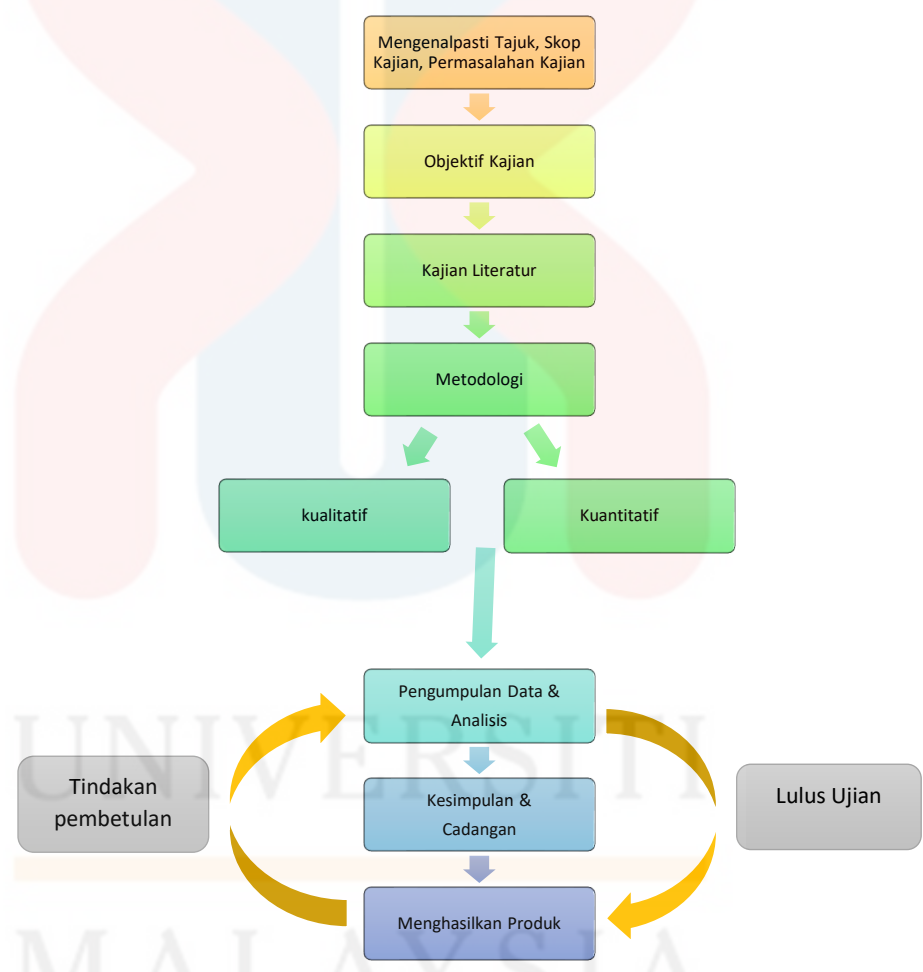 Mengenalpasti Tajuk, Skop
Kajian, Permasalahan Kajian
Objektif Kajian
Kajian Literatur
Metodologi
kualitatif
Kuantitatif
Pengumpulan Data &
Analisis
UNIVERSITI
Tindakan
pembetulan
Kesimpulan &
Cadangan
Lulus Ujian
Menghasilkan Produk
MALAYSIA